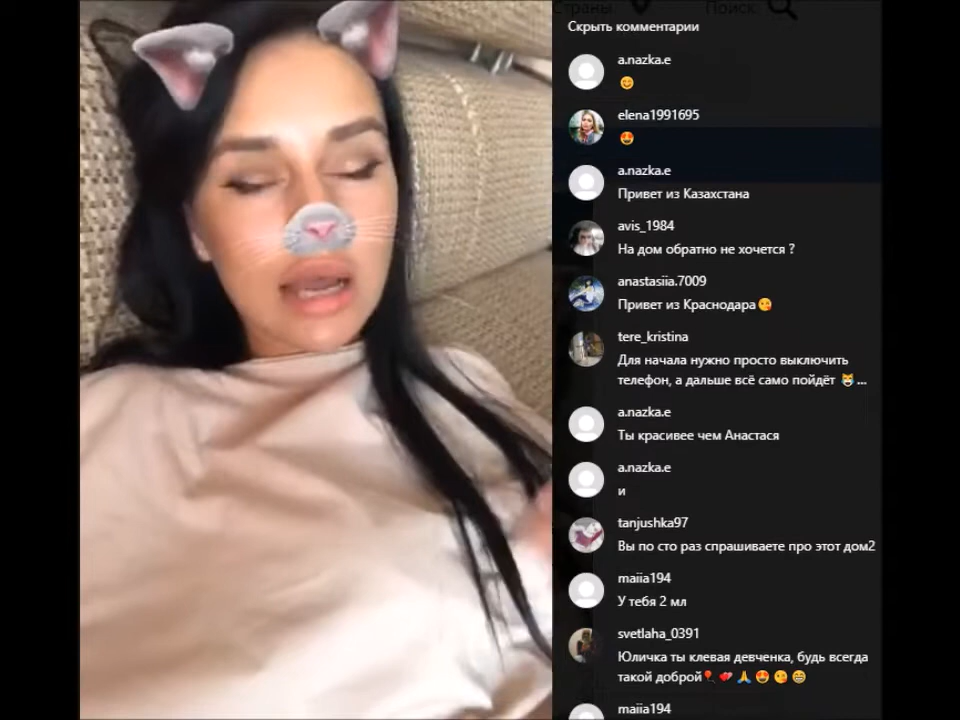 Страны
Поиск
Скрыть комментарии
a.nazka.e
😊
elena1991695
😍
a.nazka.e
Привет из Казахстана
avis_1984
На дом обратно не хочется ?
anastasiia.7009
Привет из Краснодара😘
tere_kristina
Для начала нужно просто выключить
телефон, а дальше всё само пойдёт 😹...
a.nazka.e
Ты красивее чем Анастася
a.nazka.e
и
tanjushka97
Вы по сто раз спрашиваете про этот дом2
maiia194
У тебя 2 мл
svetlaha_0391
Юличка ты клевая девченка, будь всегда
такой доброй🎈💕🙏😍😘😁
maiia194